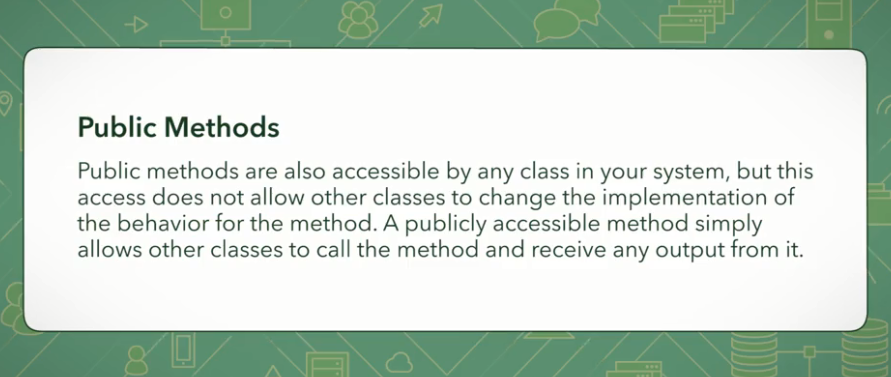 Public Methods
Public methods are also accessible by any class in your system, but this
access does not allow other classes to change the implementation of
the behavior for the method. A publicly accessible method simply
allows other classes to call the method and receive any output from it.